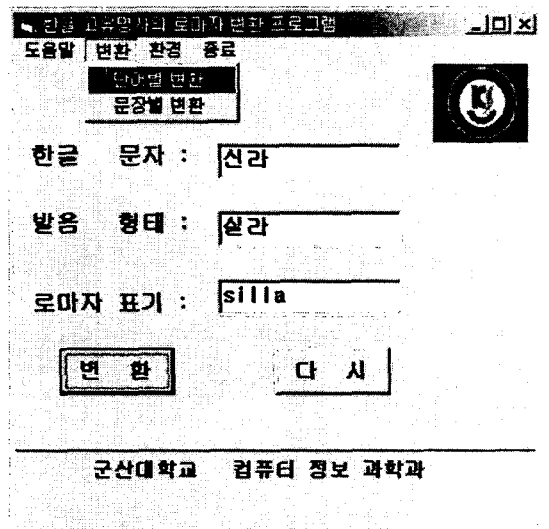 한글 고유명사의 로마자 변환 프로그램
도움말 변환 환경 종료
단어별 변환
문장별 변환
한글 문자 : 신라
발음 형태 : 실라
로마자 표기 : silla
변 환 다 시
군산대학교 컴퓨터 정보 과학과